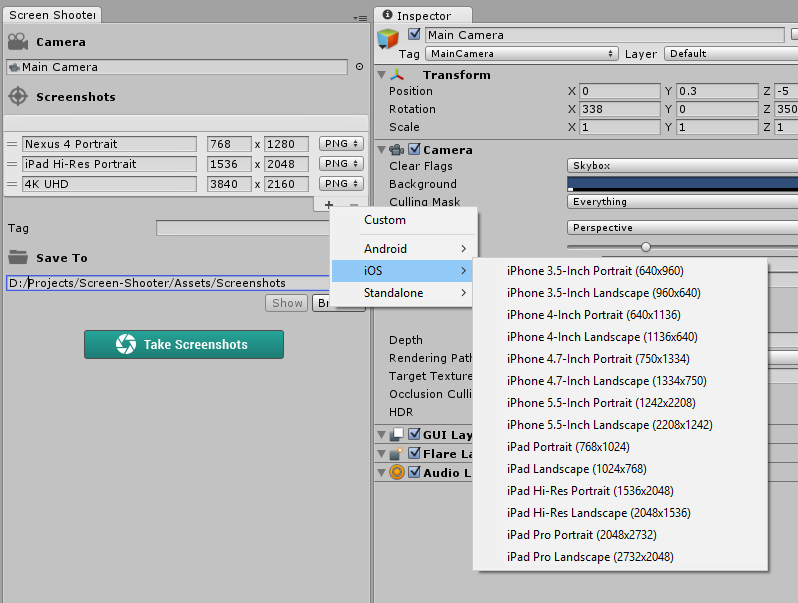 Screen Shooter
Camera
Main Camera
Screenshots
Nexus 4 Portrait 768 x 1280 PNG
iPad Hi-Res Portrait 1536 x 2048 PNG
4K UHD 3840 x 2160 PNG
+ −
Tag
Save To
D:/Projects/Screen-Shooter/Assets/Screenshots
Show
Take Screenshots
Custom
Android
iOS
Standalone
iPhone 3.5-Inch Portrait (640x960)
iPhone 3.5-Inch Landscape (960x640)
iPhone 4-Inch Portrait (640x1136)
iPhone 4-Inch Landscape (1136x640)
iPhone 4.7-Inch Portrait (750x1334)
iPhone 4.7-Inch Landscape (1334x750)
iPhone 5.5-Inch Portrait (1242x2208)
iPhone 5.5-Inch Landscape (2208x1242)
iPad Portrait (768x1024)
iPad Landscape (1024x768)
iPad Hi-Res Portrait (1536x2048)
iPad Hi-Res Landscape (2048x1536)
iPad Pro Portrait (2048x2732)
iPad Pro Landscape (2732x2048)
Inspector
Main Camera
Tag MainCamera Layer Default
Transform
Position X 0 Y 0.3 Z -5
Rotation X 338 Y 0 Z 350
Scale X 1 Y 1 Z 1
Camera
Clear Flags Skybox
Background
Culling Mask Everything
Perspective
Depth
Rendering Pat
Target Texture
Occlusion Culli
HDR
GUI Lay
Flare La
Audio L